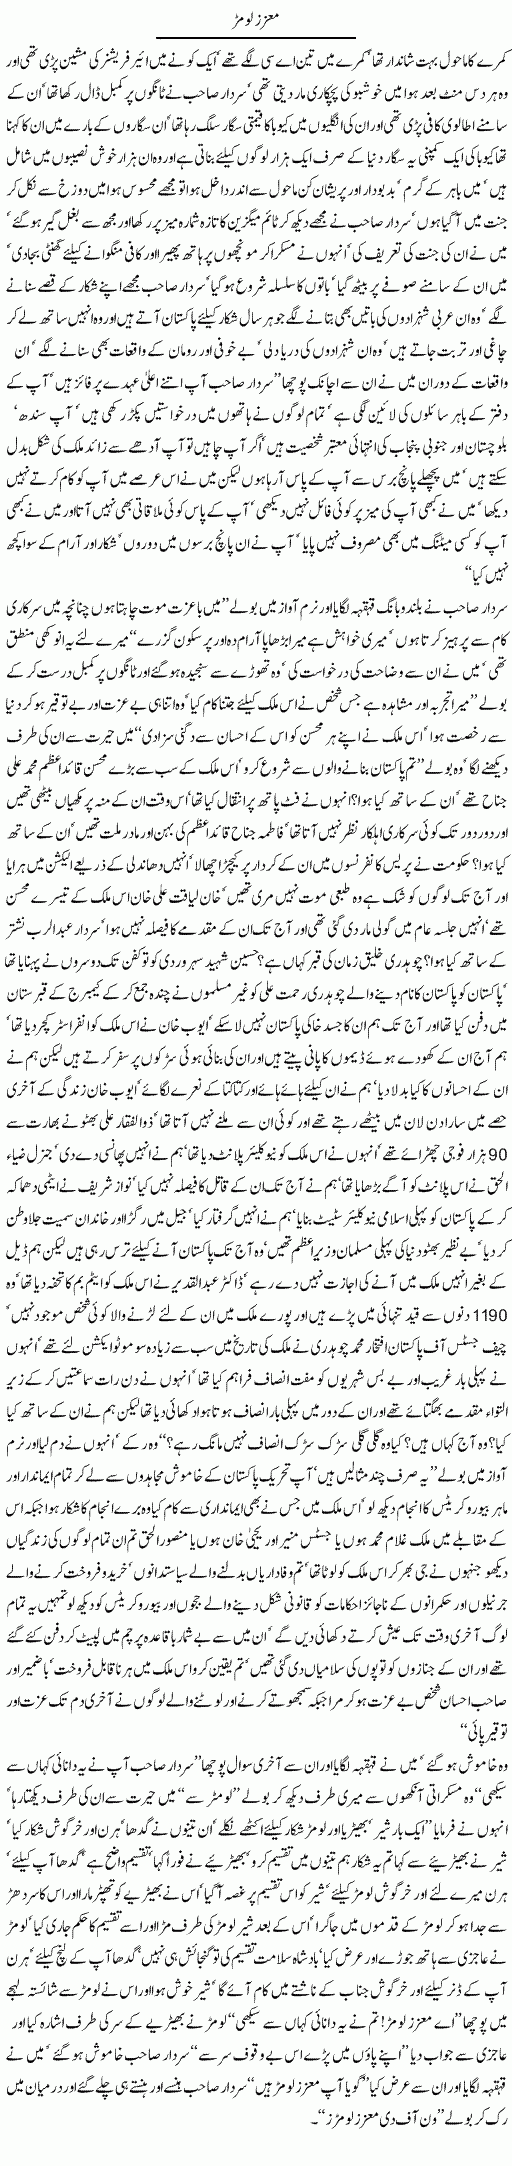 معزز لومڑ
کمرے کا ماحول بہت شاندار تھا‘ کمرے میں تین اے سی لگے تھے‘ ایک کونے میں ائیر فریشنر کی مشین پڑی تھی اور
وہ ہر دس منٹ بعد ہوا میں خوشبو کی پچکاری مار دیتی تھی‘ سردار صاحب نے ٹانگوں پر کمبل ڈال رکھا تھا‘ ان کے
سامنے اطالوی کافی پڑی تھی اور ان کی انگلیوں میں کیوبا کا قیمتی سگار سلگ رہا تھا‘ ان سگاروں کے بارے میں ان کا کہنا
تھا کیوبا کی ایک کمپنی یہ سگار دنیا کے صرف ایک ہزار لوگوں کیلئے بناتی ہے اور وہ ان ہزار خوش نصیبوں میں شامل
ہیں‘ میں باہر کے گرم‘ بدبودار اور پریشان کن ماحول سے اندر داخل ہوا تو مجھے محسوس ہوا میں دوزخ سے نکل کر
جنت میں آ گیا ہوں‘ سردار صاحب نے مجھے دیکھ کر ٹائم میگزین کا تازہ شمارہ میز پر رکھا اور مجھ سے بغل گیر ہو گئے‘
میں نے ان کی جنت کی تعریف کی‘ انہوں نے مسکرا کر مونچھوں پر ہاتھ پھیرا اور کافی منگوانے کیلئے گھنٹی بجا دی‘
میں ان کے سامنے صوفے پر بیٹھ گیا‘ باتوں کا سلسلہ شروع ہو گیا‘ سردار صاحب مجھے اپنے شکار کے قصے سنانے
لگے‘ وہ ان عربی شہزادوں کی باتیں بھی بتانے لگے جو ہر سال شکار کیلئے پاکستان آتے ہیں اور وہ انہیں ساتھ لے کر
چاغی اور تربت جاتے ہیں‘ وہ ان شہزادوں کی دریا دلی‘ بے خوفی اور رومان کے واقعات بھی سنانے لگے‘ ان
واقعات کے دوران میں نے ان سے اچانک پوچھا ’’سردار صاحب آپ اتنے اعلیٰ عہدے پر فائز ہیں‘ آپ کے
دفتر کے باہر سائلوں کی لائین لگی ہے‘ تمام لوگوں نے ہاتھوں میں درخواستیں پکڑ رکھی ہیں‘ آپ سندھ‘
بلوچستان اور جنوبی پنجاب کی انتہائی معتبر شخصیت ہیں‘ اگر آپ چاہیں تو آپ آدھے سے زائد ملک کی شکل بدل
سکتے ہیں‘ میں پچھلے پانچ برس سے آپ کے پاس آ رہا ہوں لیکن میں نے اس عرصے میں آپ کو کام کرتے نہیں
دیکھا‘ میں نے کبھی آپ کی میز پر کوئی فائل نہیں دیکھی‘ آپ کے پاس کوئی ملاقاتی بھی نہیں آتا اور میں نے کبھی
آپ کو کسی میٹنگ میں بھی مصروف نہیں پایا‘ آپ نے ان پانچ برسوں میں دوروں‘ شکار اور آرام کے سوا کچھ
نہیں کیا‘‘
سردار صاحب نے بلند و بانگ قہقہہ لگایا اور نرم آواز میں بولے ’’میں با عزت موت چاہتا ہوں چنانچہ میں سرکاری
کام سے پرہیز کرتا ہوں‘ میری خواہش ہے میرا بڑھاپا آرام دہ اور پر سکون گزرے‘‘ میرے لئے یہ انوکھی منطق
تھی‘ میں نے ان سے وضاحت کی درخواست کی‘ وہ تھوڑے سے سنجیدہ ہو گئے اور ٹانگوں پر کمبل درست کر کے
بولے ’’میرا تجربہ اور مشاہدہ ہے جس شخص نے اس ملک کیلئے جتنا کام کیا‘ وہ اتنا ہی بے عزت اور بے توقیر ہو کر دنیا
سے رخصت ہوا‘ اس ملک نے اپنے ہر محسن کو اس کے احسان سے دگنی سزا دی‘‘ میں حیرت سے ان کی طرف
دیکھنے لگا‘ وہ بولے ’’تم پاکستان بنانے والوں سے شروع کرو‘ اس ملک کے سب سے بڑے محسن قائداعظم محمد علی
جناح تھے‘ ان کے ساتھ کیا ہوا؟ انہوں نے فٹ پاتھ پر انتقال کیا تھا‘ اس وقت ان کے منہ پر مکھیاں بیٹھی تھیں
اور دور دور تک کوئی سرکاری اہلکار نظر نہیں آتا تھا‘ فاطمہ جناح قائداعظم کی بہن اور مادر ملت تھیں‘ ان کے ساتھ
کیا ہوا؟ حکومت نے پریس کانفرنسوں میں ان کے کردار پر کیچڑ اچھالا‘ انہیں دھاندلی کے ذریعے الیکشن میں ہرایا
اور آج تک لوگوں کو شک ہے وہ طبعی موت نہیں مری تھیں‘ خان لیاقت علی خان اس ملک کے تیسرے محسن
تھے‘ انہیں جلسہ عام میں گولی مار دی گئی تھی اور آج تک ان کے مقدمے کا فیصلہ نہیں ہوا‘ سردار عبدالرب نشتر
کے ساتھ کیا ہوا؟ چوہدری خلیق زمان کی قبر کہاں ہے؟ حسین شہید سہروردی کو تو کفن تک دوسروں نے پہنایا تھا
‘ پاکستان کو پاکستان کا نام دینے والے چوہدری رحمت علی کو غیر مسلموں نے چندہ جمع کر کے کیمبرج کے قبرستان
میں دفن کیا تھا اور آج تک ہم ان کا جسد خاکی پاکستان نہیں لا سکے‘ ایوب خان نے اس ملک کو انفراسٹرکچر دیا تھا‘
ہم آج ان کے کھودے ہوئے ڈیموں کا پانی پیتے ہیں اور ان کی بنائی ہوئی سڑکوں پر سفر کرتے ہیں لیکن ہم نے
ان کے احسانوں کا کیا بدلا دیا‘ ہم نے ان کیلئے ہائے ہائے اور کتا کتا کے نعرے لگائے‘ ایوب خان زندگی کے آخری
حصے میں سارا دن لان میں بیٹھے رہتے تھے اور کوئی ان سے ملنے نہیں آتا تھا‘ ذوالفقار علی بھٹو نے بھارت سے
90 ہزار فوجی چھڑائے تھے‘ انہوں نے اس ملک کو نیوکلیئر پلانٹ دیا تھا‘ ہم نے انہیں پھانسی دے دی‘ جنرل ضیاء
الحق نے اس پلانٹ کو آگے بڑھایا تھا‘ ہم نے آج تک ان کے قاتل کا فیصلہ نہیں کیا‘ نواز شریف نے ایٹمی دھماکہ
کر کے پاکستان کو پہلی اسلامی نیوکلیئر سٹیٹ بنایا‘ ہم نے انہیں گرفتار کیا‘ جیل میں رگڑا اور خاندان سمیت جلاوطن
کر دیا‘ بے نظیر بھٹو دنیا کی پہلی مسلمان وزیراعظم تھیں‘ وہ آج تک پاکستان آنے کیلئے ترس رہی ہیں لیکن ہم ڈیل
کے بغیر انہیں ملک میں آنے کی اجازت نہیں دے رہے‘ ڈاکٹر عبدالقدیر نے اس ملک کو ایٹم بم کا تحفہ دیا تھا‘ وہ
1190 دنوں سے قید تنہائی میں پڑے ہیں اور پورے ملک میں ان کے لئے لڑنے والا کوئی شخص موجود نہیں‘
چیف جسٹس آف پاکستان افتخار محمد چوہدری نے ملک کی تاریخ میں سب سے زیادہ سوموٹو ایکشن لئے تھے‘ انہوں
نے پہلی بار غریب اور بے بس شہریوں کو مفت انصاف فراہم کیا تھا‘ انہوں نے دن رات سماعتیں کر کے زیر
التواء مقدمے بھگتائے تھے اور ان کے دور میں پہلی بار انصاف ہوتا ہوا دکھائی دیا تھا لیکن ہم نے ان کے ساتھ کیا
کیا؟ وہ آج کہاں ہیں؟ کیا وہ گلی گلی سڑک سڑک انصاف نہیں مانگ رہے؟‘‘ وہ رکے‘ انہوں نے دم لیا اور نرم
آواز میں بولے ’’یہ صرف چند مثالیں ہیں‘ آپ تحریک پاکستان کے خاموش مجاہدوں سے لے کر تمام ایماندار اور
ماہر بیوروکریٹس کا انجام دیکھ لو‘ اس ملک میں جس نے بھی ایمانداری سے کام کیا وہ برے انجام کا شکار ہوا جبکہ اس
کے مقابلے میں ملک غلام محمد ہوں یا جسٹس منیر اور یحییٰ خان ہوں یا منصور الحق تم ان تمام لوگوں کی زندگیاں
دیکھو جنہوں نے جی بھر کر اس ملک کو لوٹا تھا‘ تم وفاداریاں بدلنے والے سیاستدانوں‘ خرید و فروخت کرنے والے
جرنیلوں اور حکمرانوں کے ناجائز احکامات کو قانونی شکل دینے والے ججوں اور بیوروکریٹس کو دیکھ لو تمہیں یہ تمام
لوگ آخری وقت تک عیش کرتے دکھائی دیں گے‘ ان میں سے بے شمار باقاعدہ پرچم میں لپیٹ کر دفن کئے گئے
تھے اور ان کے جنازوں کو توپوں کی سلامیاں دی گئی تھیں‘ تم یقین کرو اس ملک میں ہر ناقابل فروخت‘ باضمیر اور
صاحب احسان شخص بے عزت ہو کر مرا جبکہ سمجھوتے کرنے اور لوٹنے والے لوگوں نے آخری دم تک عزت اور
توقیر پائی‘‘
وہ خاموش ہو گئے‘ میں نے قہقہہ لگایا اور ان سے آخری سوال پوچھا ’’سردار صاحب آپ نے یہ دانائی کہاں سے
سیکھی‘‘ وہ مسکراتی آنکھوں سے میری طرف دیکھ کر بولے ’’لومڑ سے‘‘ میں حیرت سے ان کی طرف دیکھتا رہا‘
انہوں نے فرمایا ’’ایک بار شیر‘ بھیڑیا اور لومڑ شکار کیلئے اکٹھے نکلے‘ ان تینوں نے گدھا‘ ہرن اور خرگوش شکار کیا‘
شیر نے بھیڑیئے سے کہا تم یہ شکار ہم تینوں میں تقسیم کرو‘ بھیڑیئے نے فوراً کہا‘ تقسیم واضح ہے‘ گدھا آپ کیلئے‘
ہرن میرے لئے اور خرگوش لومڑ کیلئے‘ شیر کو اس تقسیم پر غصہ آ گیا‘ اس نے بھیڑیے کو تھپڑ مارا اور اس کا سر دھڑ
سے جدا ہو کر لومڑ کے قدموں میں جا گرا‘ اس کے بعد شیر لومڑ کی طرف مڑا اور اسے تقسیم کا حکم جاری کیا‘ لومڑ
نے عاجزی سے ہاتھ جوڑے اور عرض کیا‘ بادشاہ سلامت تقسیم کی تو گنجائش ہی نہیں‘ گدھا آپ کے لنچ کیلئے‘ ہرن
آپ کے ڈنر کیلئے اور خرگوش جناب کے ناشتے میں کام آئے گا‘ شیر خوش ہوا اور اس نے لومڑ سے شائستہ لہجے
میں پوچھا ’’اے معزز لومڑ! تم نے یہ دانائی کہاں سے سیکھی‘‘ لومڑ نے بھیڑیے کے سر کی طرف اشارہ کیا اور
عاجزی سے جواب دیا ’’اپنے پاؤں میں پڑے اس بے وقوف سر سے‘‘ سردار صاحب خاموش ہو گئے‘ میں نے
قہقہہ لگایا اور ان سے عرض کیا ’’گویا آپ معزز لومڑ ہیں‘‘ سردار صاحب ہنسے اور ہنستے ہی چلے گئے اور درمیان میں
رک کر بولے ’’ون آف دی معزز لومڑز‘‘۔